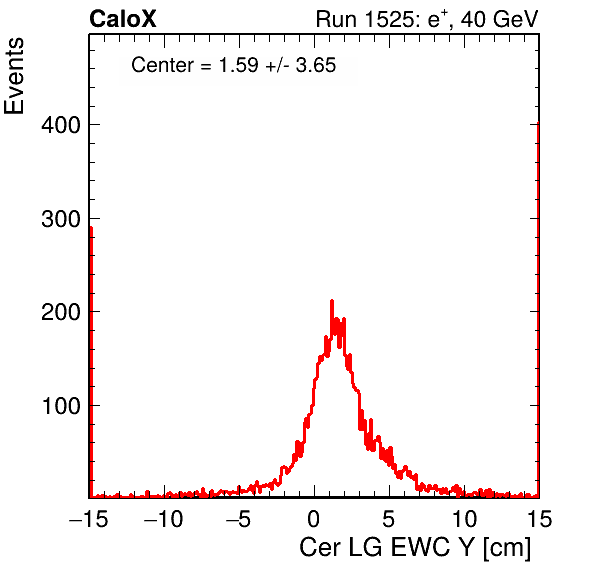 CaloX Run 1525: e⁺, 40 GeV
Center = 1.59 +/- 3.65
Events
400
300
200
100
−15 −10 −5 0 5 10 15
Cer LG EWC Y [cm]